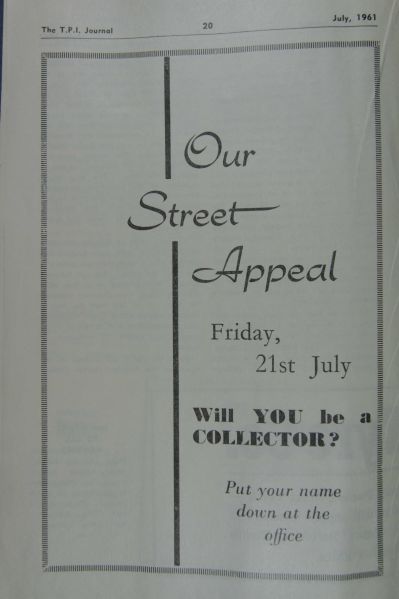 The T.P.I. Journal 20 July, 1961
Our
Street
Appeal
Friday,
21st July
Will YOU be a
COLLECTOR?
Put your name
down at the
office